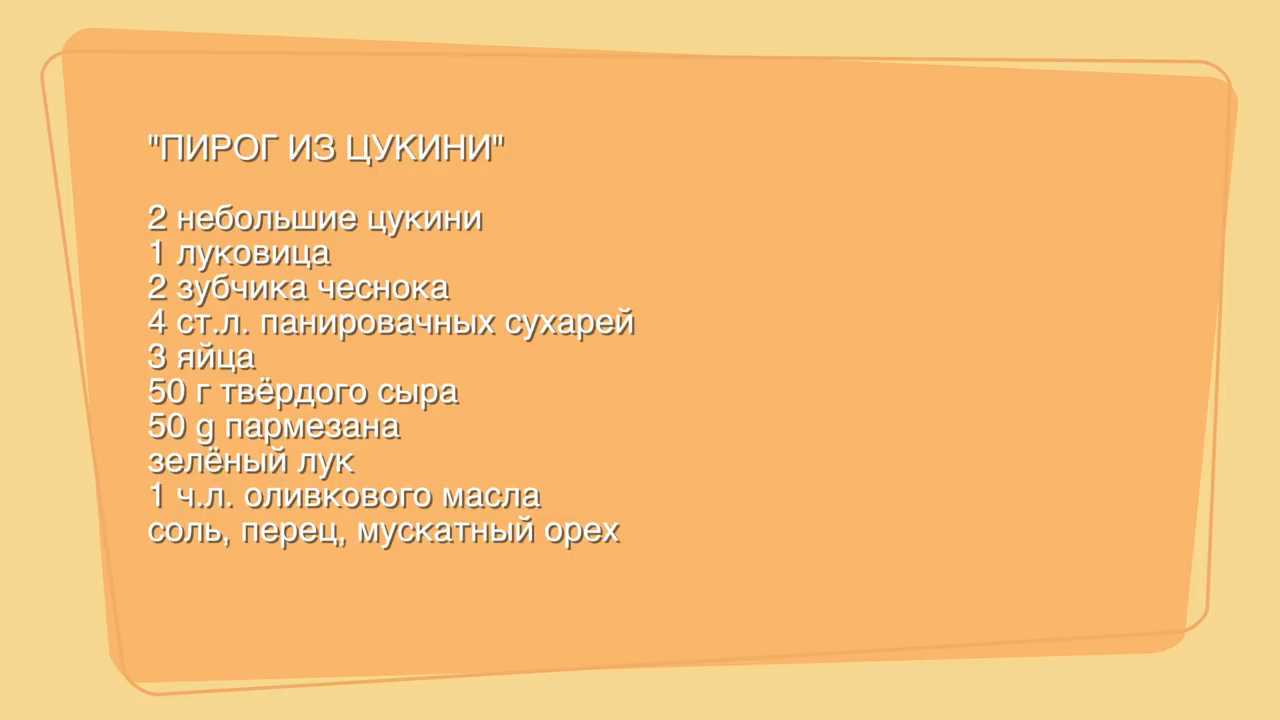 "ПИРОГ ИЗ ЦУКИНИ"
2 небольшие цукини
1 луковица
2 зубчика чеснока
4 ст.л. панировачных сухарей
3 яйца
50 г твёрдого сыра
50 g пармезана
зелёный лук
1 ч.л. оливкового масла
соль, перец, мускатный орех